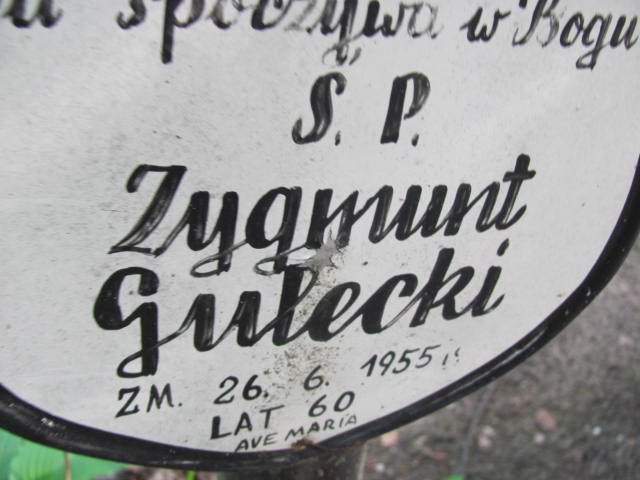 spoczywa w Bogu
Ś. P.
Zygmunt
Gulecki
ZM. 26. 6. 1955 r.
LAT 60
AVE MARIA